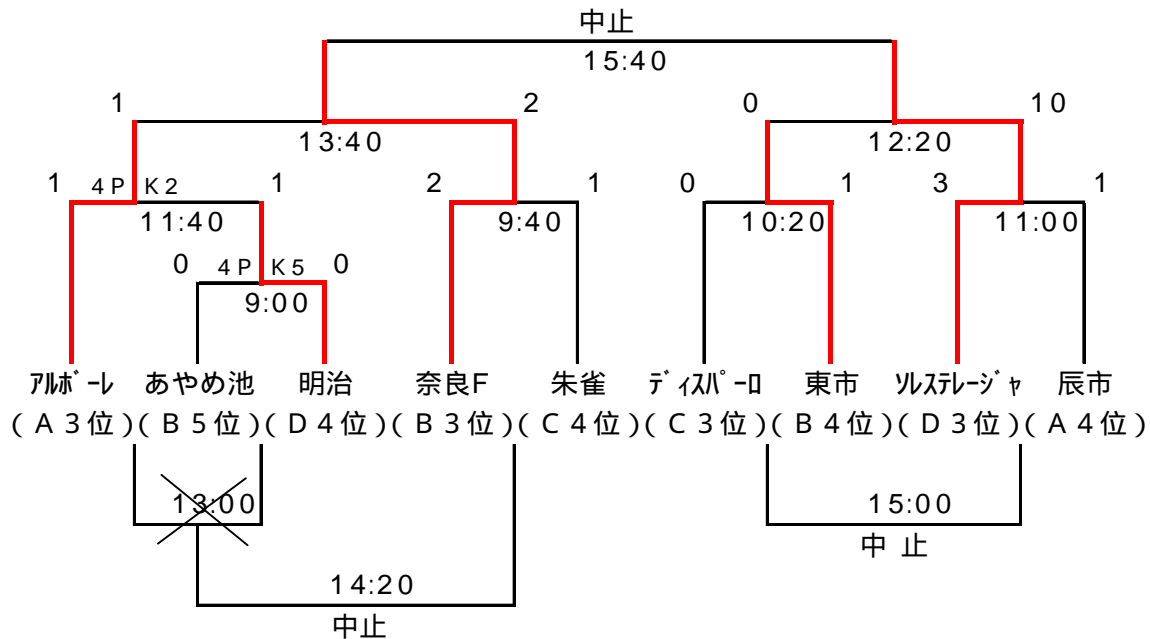 中止
15:40
1 2 0 10
13:40 12:20
1 4P K2 1 2 1 0 1 3 1
11:40 9:40 10:20 11:00
0 4P K5 0
9:00
ｱﾙﾎﾞｰﾚ あやめ池 明治 奈良F 朱雀 ﾃﾞｨｽﾊﾟｰロ 東市 ｿﾚｽﾃﾚｰｼﾞｬ 辰市
(A3位)(B5位)(D4位)(B3位)(C4位)(C3位)(B4位)(D3位)(A4位)
13:00 15:00
中 止
14:20
中止